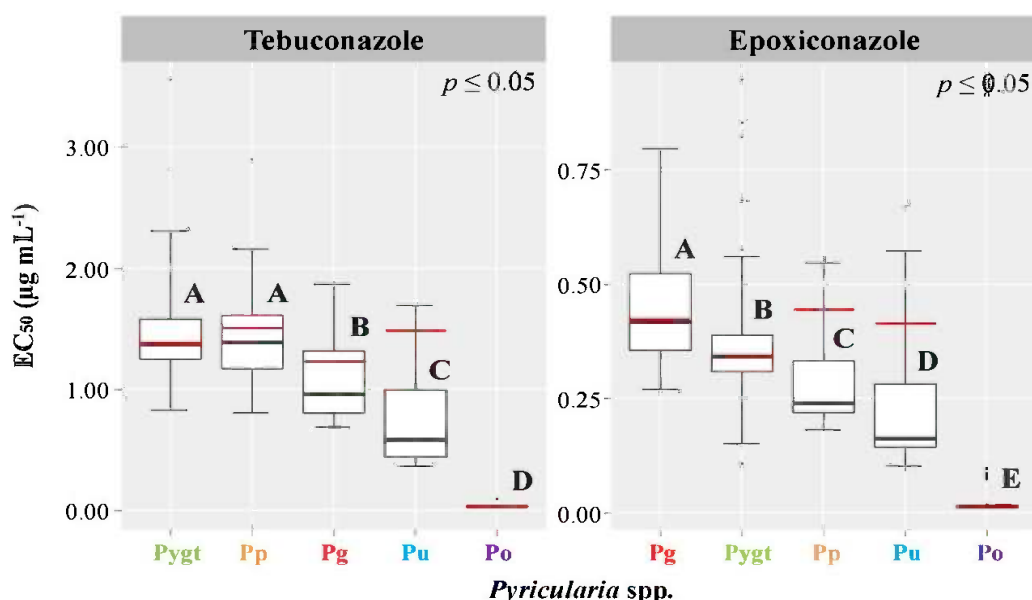 Tebuconazole
p ≤ 0.05
EC50 (µg mL-1)
3.00
2.00
1.00
0.00
A
A
B
C
D
Pygt
Pp
Pg
Pu
Po
Epoxiconazole
p ≤ 0.05
0.75
0.50
0.25
0.00
A
B
C
D
E
Pg
Pygt
Pp
Pu
Po
Pyricularia spp.